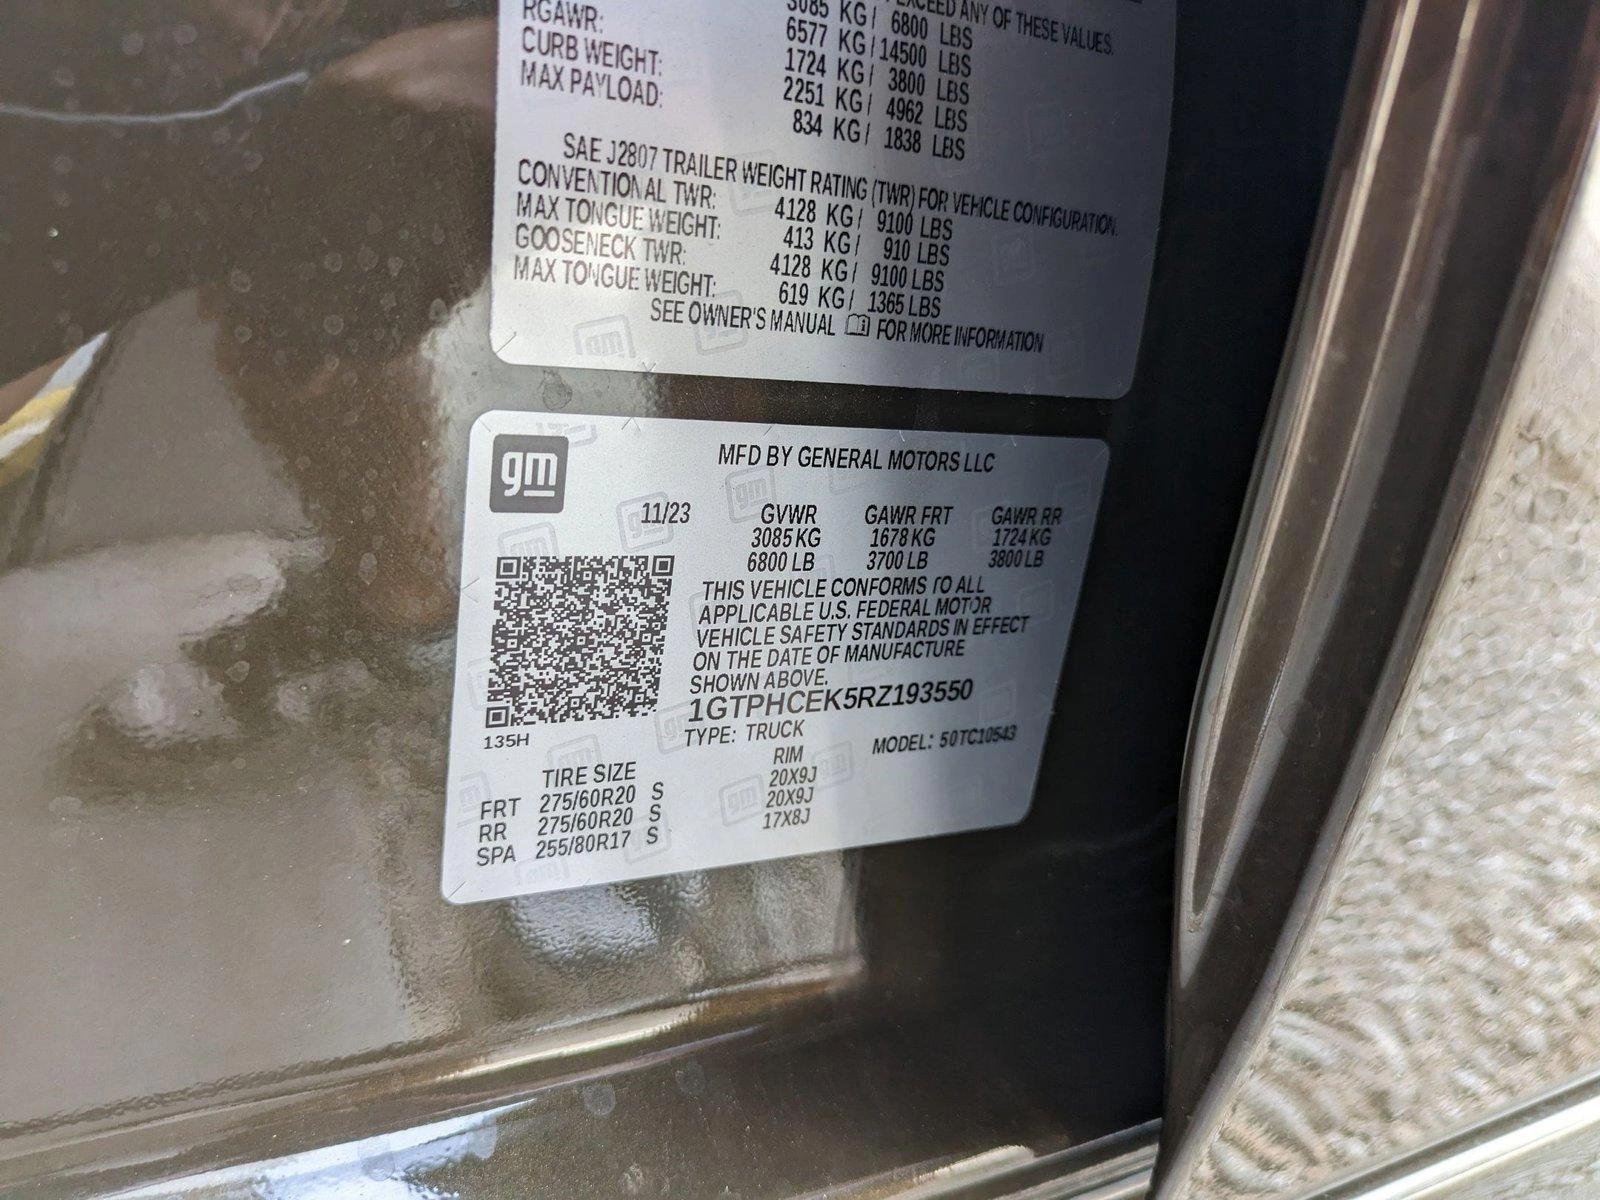 EXCEED ANY OF THESE VALUES.
3085 KG/ 6800 LBS
RGAWR: 6577 KG/ 14500 LBS
CURB WEIGHT: 1724 KG/ 3800 LBS
MAX PAYLOAD: 2251 KG/ 4962 LBS
834 KG/ 1838 LBS
SAE J2807 TRAILER WEIGHT RATING (TWR) FOR VEHICLE CONFIGURATION.
CONVENTIONAL TWR: 4128 KG/ 9100 LBS
MAX TONGUE WEIGHT: 413 KG/ 910 LBS
GOOSENECK TWR: 4128 KG/ 9100 LBS
MAX TONGUE WEIGHT: 619 KG/ 1365 LBS
SEE OWNER'S MANUAL FOR MORE INFORMATION
gm
MFD BY GENERAL MOTORS LLC
11/23 GVWR GAWR FRT GAWR RR
3085 KG 1678 KG 1724 KG
6800 LB 3700 LB 3800 LB
THIS VEHICLE CONFORMS TO ALL
APPLICABLE U.S. FEDERAL MOTOR
VEHICLE SAFETY STANDARDS IN EFFECT
ON THE DATE OF MANUFACTURE
SHOWN ABOVE.
1GTPHCEK5RZ193550
135H
TYPE: TRUCK MODEL: 50TC10543
TIRE SIZE RIM
FRT 275/60R20 S 20X9J
RR 275/60R20 S 20X9J
SPA 255/80R17 S 17X8J